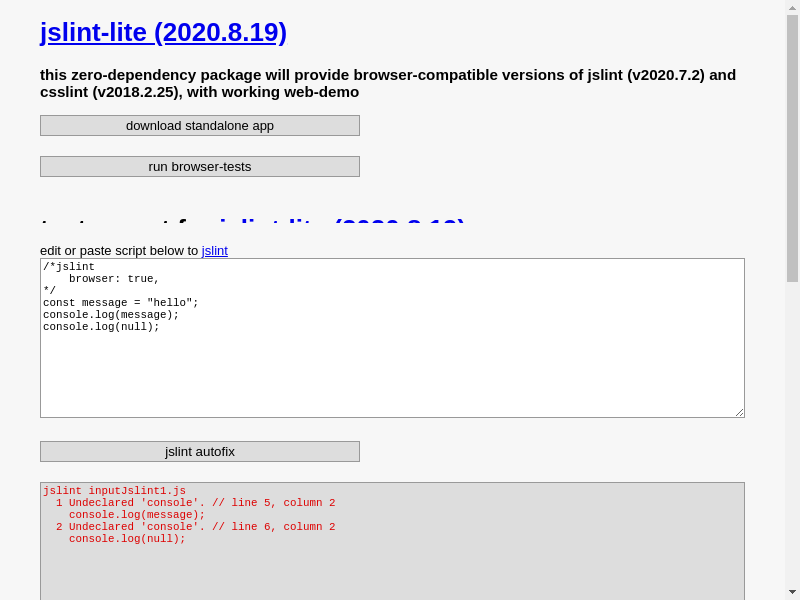 jslint-lite (2020.8.19)
this zero-dependency package will provide browser-compatible versions of jslint (v2020.7.2) and
csslint (v2018.2.25), with working web-demo
download standalone app
run browser-tests
edit or paste script below to jslint
/*jslint
    browser: true,
*/
const message = "hello";
console.log(message);
console.log(null);
jslint autofix
jslint inputJslint1.js
  1 Undeclared 'console'. // line 5, column 2
    console.log(message);
  2 Undeclared 'console'. // line 6, column 2
    console.log(null);